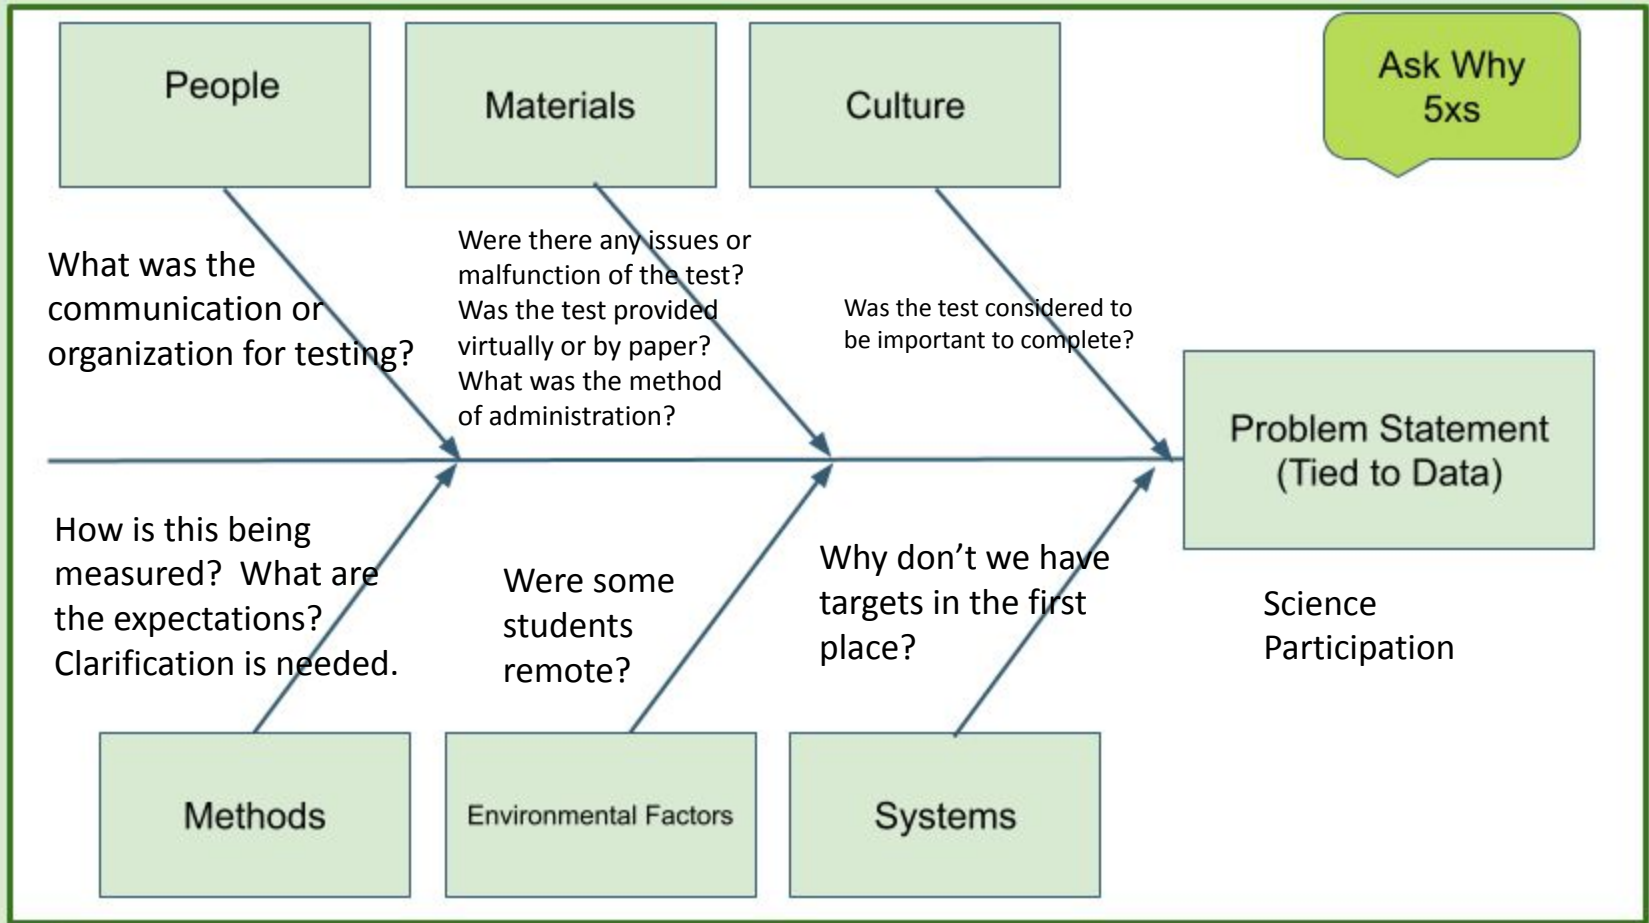 People
Materials
Culture
Ask Why
5xs
What was the
communication or
organization for testing?
Were there any issues or
malfunction of the test?
Was the test provided
virtually or by paper?
What was the method
of administration?
Was the test considered to
be important to complete?
Problem Statement
(Tied to Data)
Science
Participation
How is this being
measured?  What are
the expectations?
Clarification is needed.
Were some
students
remote?
Why don’t we have
targets in the first
place?
Methods
Environmental Factors
Systems